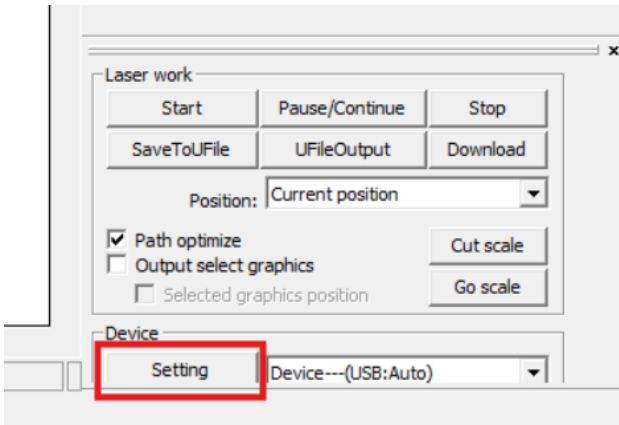 Laser work
Start Pause/Continue Stop
SaveToUFile UFileOutput Download
Position: Current position
Path optimize Cut scale
Output select graphics
Selected graphics position Go scale
Device
Setting Device---(USB:Auto)